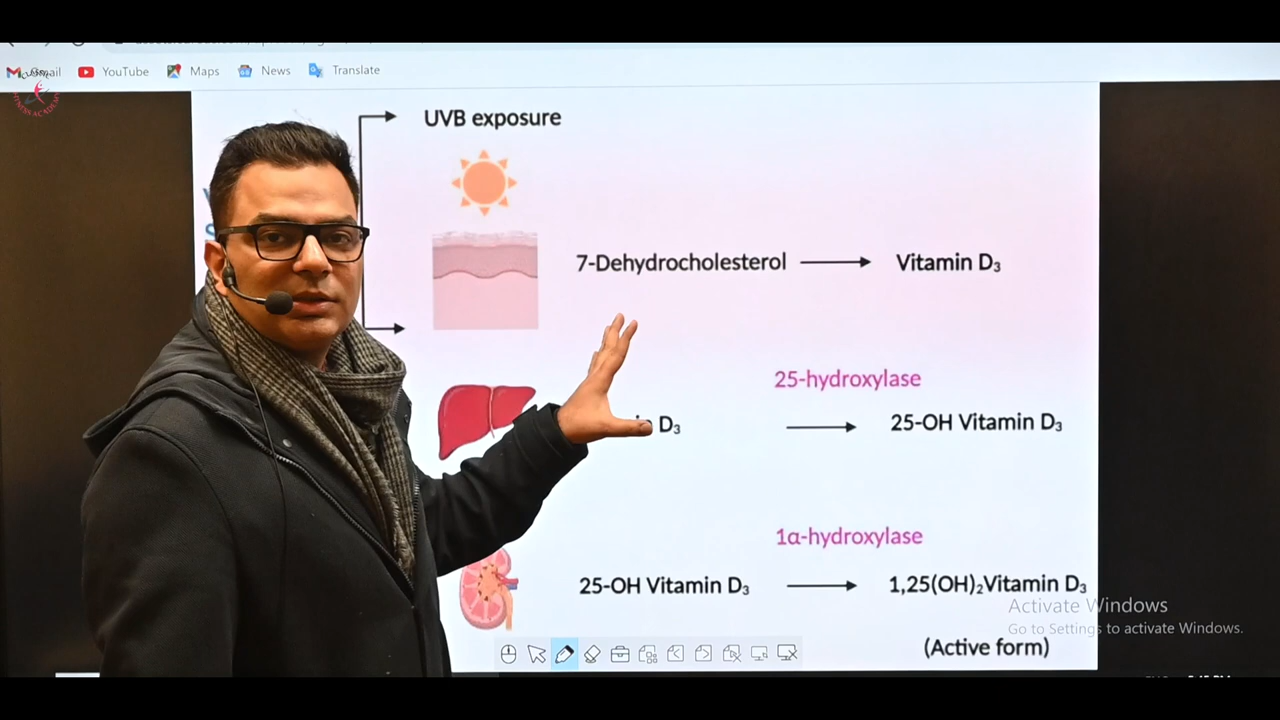 Gmail
YouTube
Maps
News
Translate
UVB exposure
7-Dehydrocholesterol
Vitamin D₃
25-hydroxylase
D₃
25-OH Vitamin D₃
1α-hydroxylase
25-OH Vitamin D₃
1,25(OH)₂Vitamin D₃
(Active form)
Activate Windows
Go to Settings to activate Windows.